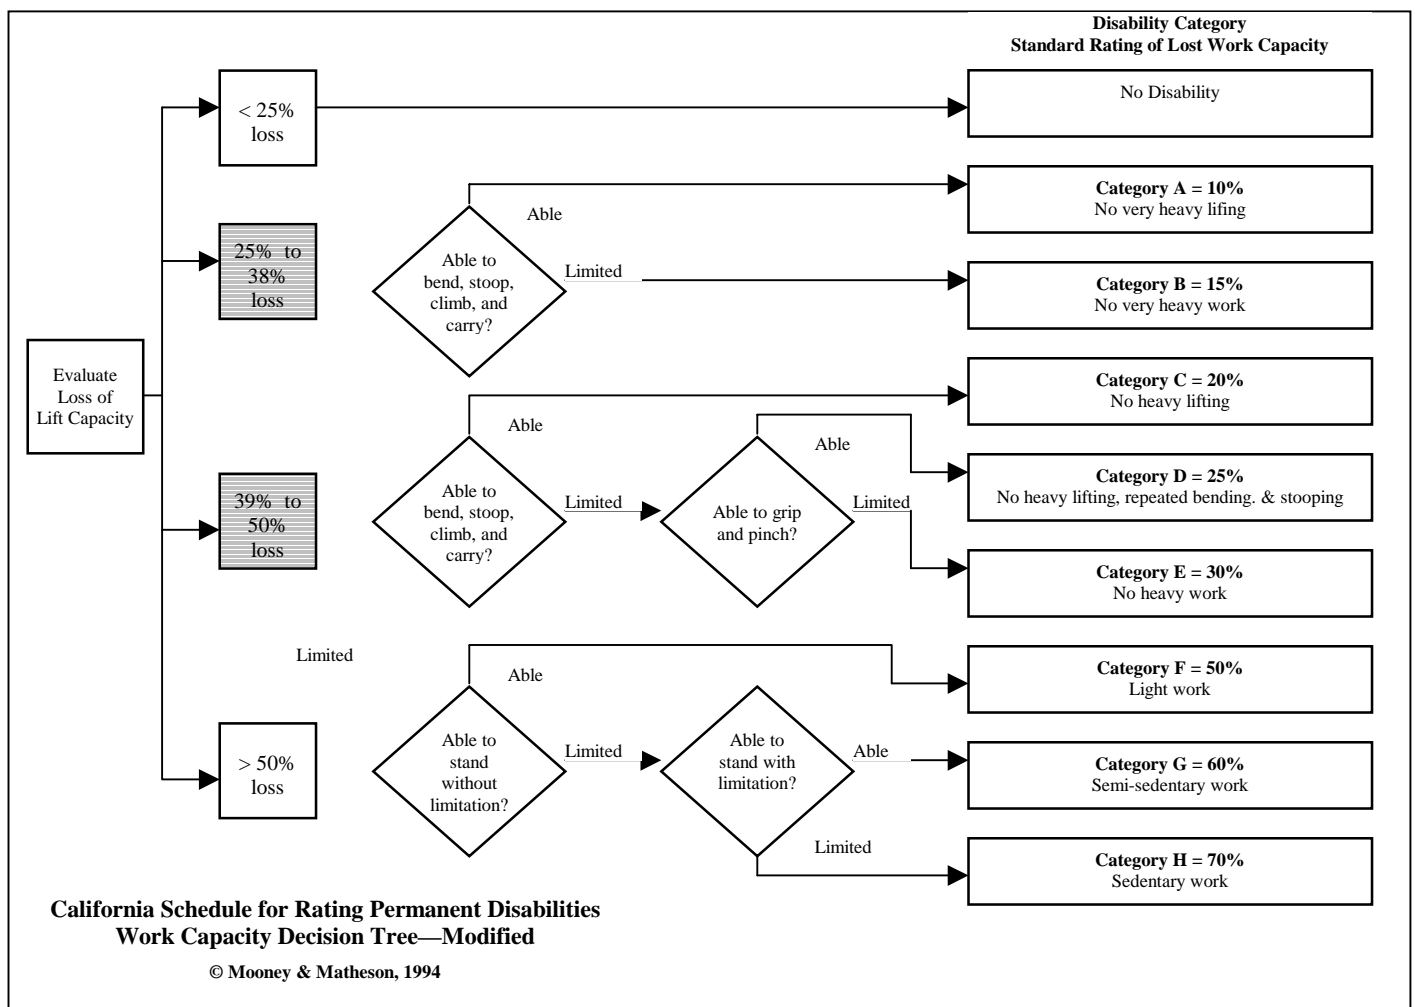 Disability Category
Standard Rating of Lost Work Capacity
< 25%
loss
No Disability
Able
Category A = 10%
No very heavy lifing
25% to
38%
loss
Able to
bend, stoop,
climb, and
carry?
Limited
Category B = 15%
No very heavy work
Evaluate
Loss of
Lift Capacity
Able
Category C = 20%
No heavy lifting
39% to
50%
loss
Able to
bend, stoop,
climb, and
carry?
Limited
Able to grip
and pinch?
Able
Limited
Category D = 25%
No heavy lifting, repeated bending. & stooping
Category E = 30%
No heavy work
Limited
Able
Category F = 50%
Light work
> 50%
loss
Able to
stand
without
limitation?
Limited
Able to
stand with
limitation?
Able
Category G = 60%
Semi-sedentary work
Limited
Category H = 70%
Sedentary work
California Schedule for Rating Permanent Disabilities
Work Capacity Decision Tree—Modified
© Mooney & Matheson, 1994